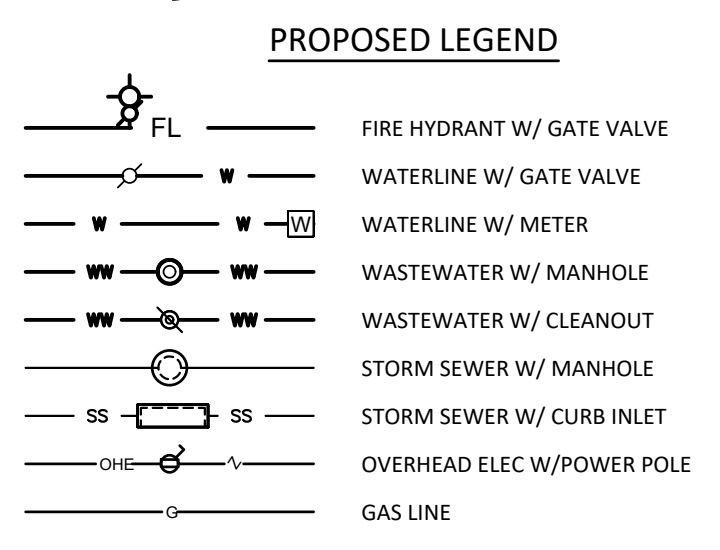 PROPOSED LEGEND
FL FIRE HYDRANT W/ GATE VALVE
W WATERLINE W/ GATE VALVE
W W W WATERLINE W/ METER
WW WW WASTEWATER W/ MANHOLE
WW WW WASTEWATER W/ CLEANOUT
STORM SEWER W/ MANHOLE
SS SS STORM SEWER W/ CURB INLET
OHE OVERHEAD ELEC W/POWER POLE
G GAS LINE